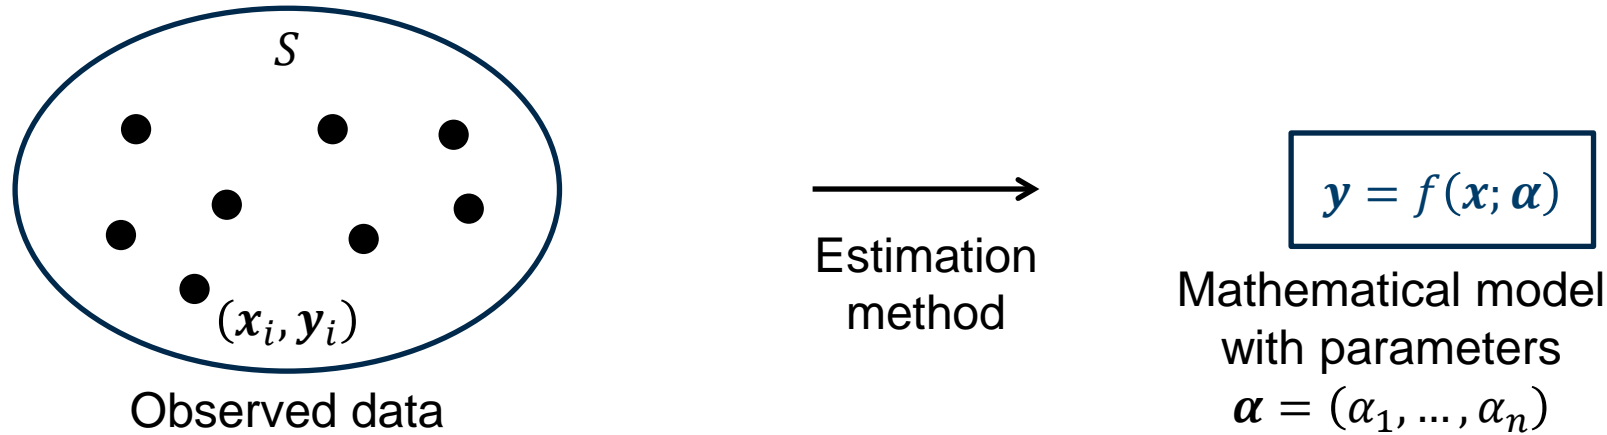 S
(𝒙ᵢ, 𝒚ᵢ)
Observed data
Estimation
method
𝒚 = f(𝒙; 𝜶)
Mathematical model
with parameters
𝜶 = (α₁, … , αₙ)